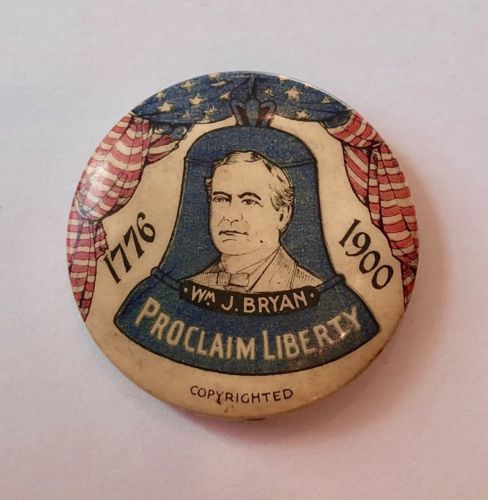 1776
1900
·Wm J. BRYAN·
PROCLAIM LIBERTY
COPYRIGHTED